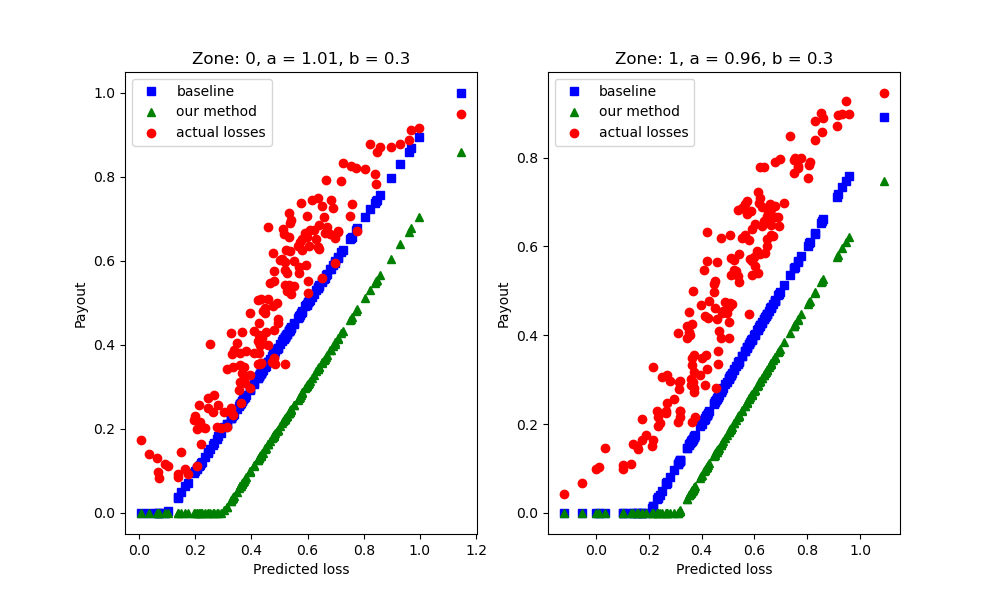 Zone: 0, a = 1.01, b = 0.3
baseline
our method
actual losses
1.0
0.8
0.6
0.4
0.2
0.0
Payout
0.0 0.2 0.4 0.6 0.8 1.0 1.2
Predicted loss
Zone: 1, a = 0.96, b = 0.3
baseline
our method
actual losses
0.8
0.6
0.4
0.2
0.0
Payout
0.0 0.2 0.4 0.6 0.8 1.0
Predicted loss